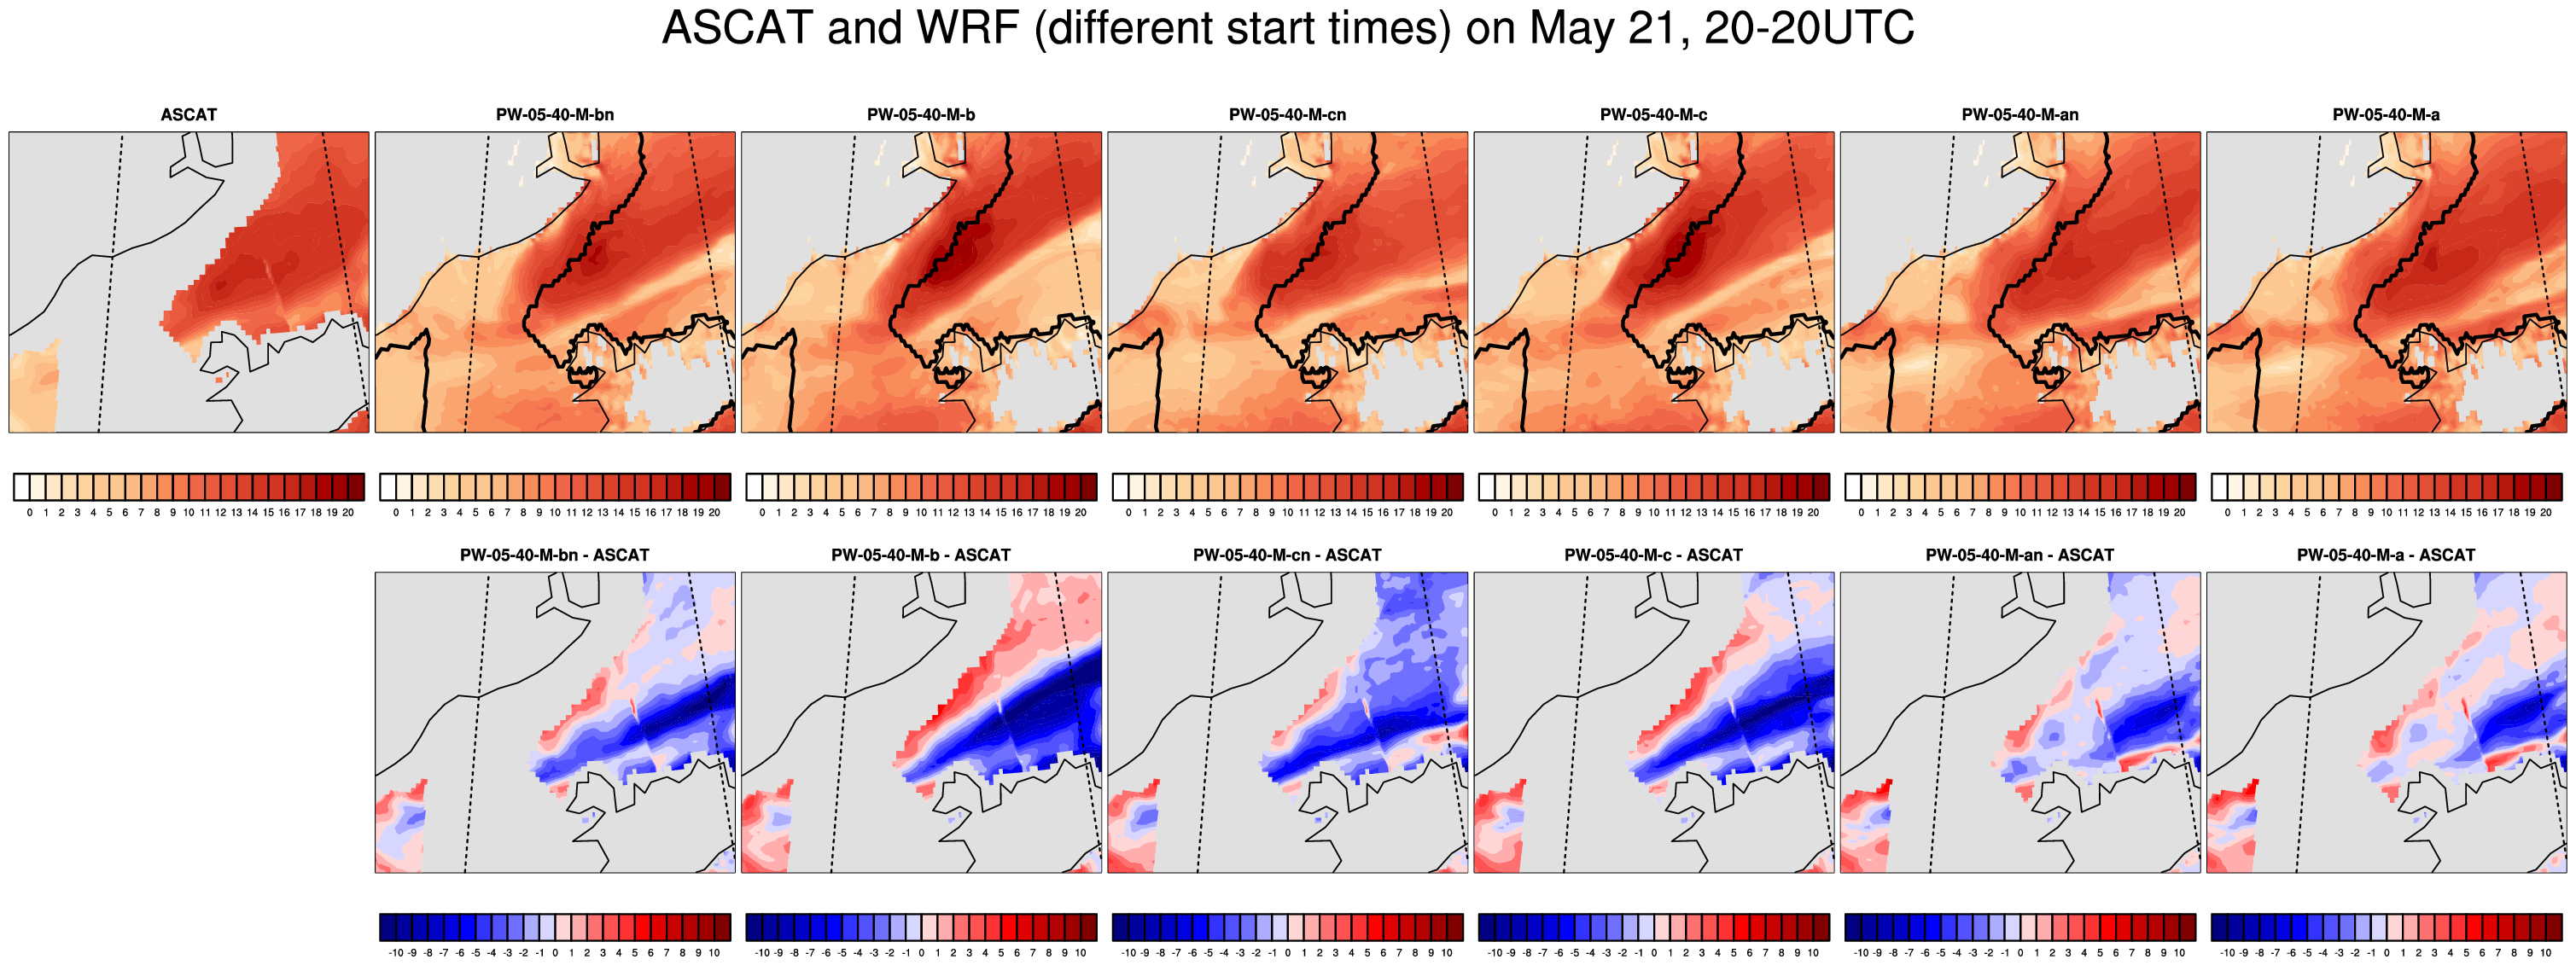 ASCAT and WRF (different start times) on May 21, 20-20UTC
ASCAT PW-05-40-M-bn PW-05-40-M-b PW-05-40-M-cn PW-05-40-M-c PW-05-40-M-an PW-05-40-M-a
0 1 2 3 4 5 6 7 8 9 10 11 12 13 14 15 16 17 18 19 20 0 1 2 3 4 5 6 7 8 9 10 11 12 13 14 15 16 17 18 19 20 0 1 2 3 4 5 6 7 8 9 10 11 12 13 14 15 16 17 18 19 20 0 1 2 3 4 5 6 7 8 9 10 11 12 13 14 15 16 17 18 19 20 0 1 2 3 4 5 6 7 8 9 10 11 12 13 14 15 16 17 18 19 20 0 1 2 3 4 5 6 7 8 9 10 11 12 13 14 15 16 17 18 19 20 0 1 2 3 4 5 6 7 8 9 10 11 12 13 14 15 16 17 18 19 20
PW-05-40-M-bn - ASCAT PW-05-40-M-b - ASCAT PW-05-40-M-cn - ASCAT PW-05-40-M-c - ASCAT PW-05-40-M-an - ASCAT PW-05-40-M-a - ASCAT
-10 -9 -8 -7 -6 -5 -4 -3 -2 -1 0 1 2 3 4 5 6 7 8 9 10 -10 -9 -8 -7 -6 -5 -4 -3 -2 -1 0 1 2 3 4 5 6 7 8 9 10 -10 -9 -8 -7 -6 -5 -4 -3 -2 -1 0 1 2 3 4 5 6 7 8 9 10 -10 -9 -8 -7 -6 -5 -4 -3 -2 -1 0 1 2 3 4 5 6 7 8 9 10 -10 -9 -8 -7 -6 -5 -4 -3 -2 -1 0 1 2 3 4 5 6 7 8 9 10 -10 -9 -8 -7 -6 -5 -4 -3 -2 -1 0 1 2 3 4 5 6 7 8 9 10